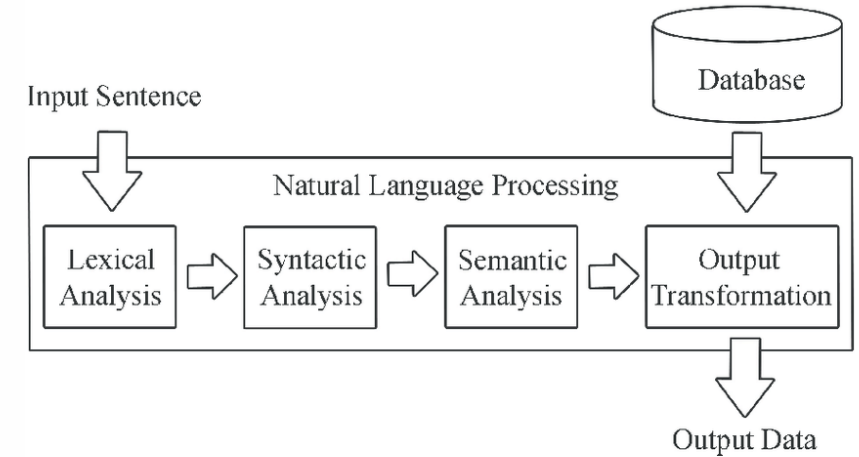 Database
Input Sentence
Natural Language Processing
Lexical
Analysis
Syntactic
Analysis
Semantic
Analysis
Output
Transformation
Output Data